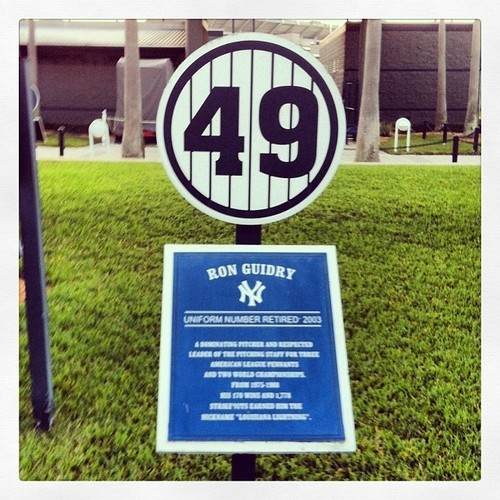 49
RON GUIDRY
NY
UNIFORM NUMBER RETIRED 2003
A DOMINATING PITCHER AND RESPECTED
LEADER OF THE PITCHING STAFF FOR THREE
AMERICAN LEAGUE PENNANTS
AND TWO WORLD CHAMPIONSHIPS.
FROM 1975-1988
HIS 170 WINS AND 1,778
STRIKEOUTS EARNED HIM THE
NICKNAME "LOUISIANA LIGHTNING".